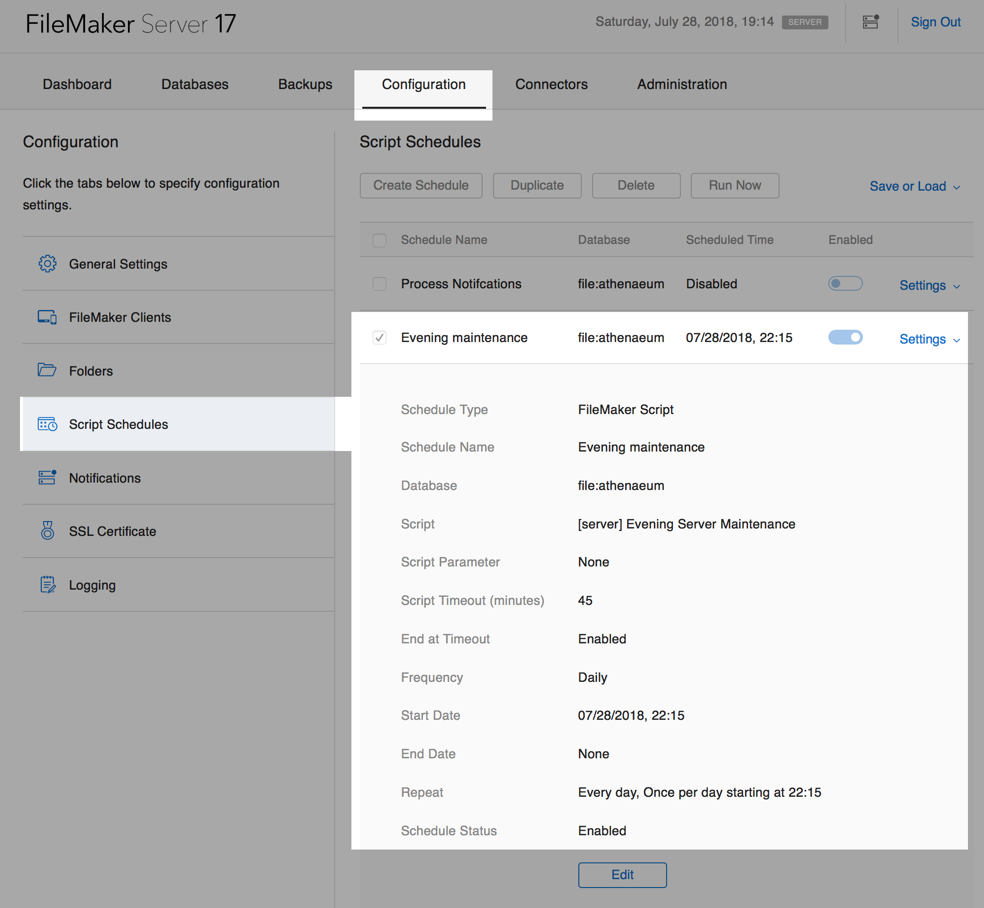 FileMaker Server 17
Saturday, July 28, 2018, 19:14 SERVER Sign Out
Dashboard Databases Backups Configuration Connectors Administration
Configuration
Click the tabs below to specify configuration
settings.
General Settings
FileMaker Clients
Folders
Script Schedules
Notifications
SSL Certificate
Logging
Script Schedules
Create Schedule Duplicate Delete Run Now Save or Load
Schedule Name Database Scheduled Time Enabled
Process Notifcations file:athenaeum Disabled Settings
Evening maintenance file:athenaeum 07/28/2018, 22:15 Settings
Schedule Type FileMaker Script
Schedule Name Evening maintenance
Database file:athenaeum
Script [server] Evening Server Maintenance
Script Parameter None
Script Timeout (minutes) 45
End at Timeout Enabled
Frequency Daily
Start Date 07/28/2018, 22:15
End Date None
Repeat Every day, Once per day starting at 22:15
Schedule Status Enabled
Edit